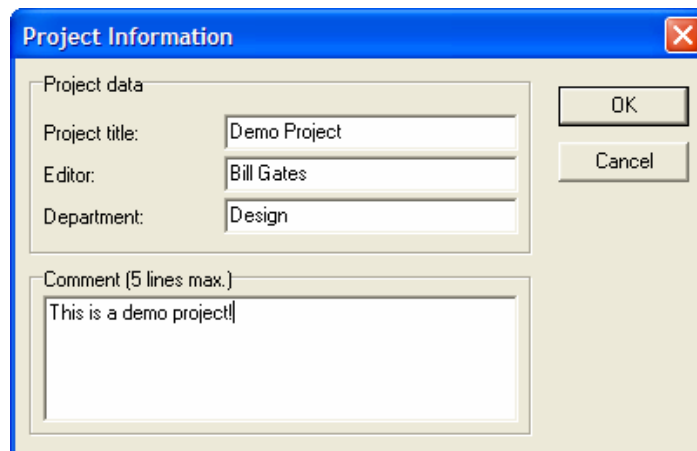 Project Information
Project data
Project title: Demo Project
Editor: Bill Gates
Department: Design
OK
Cancel
Comment (5 lines max.)
This is a demo project!